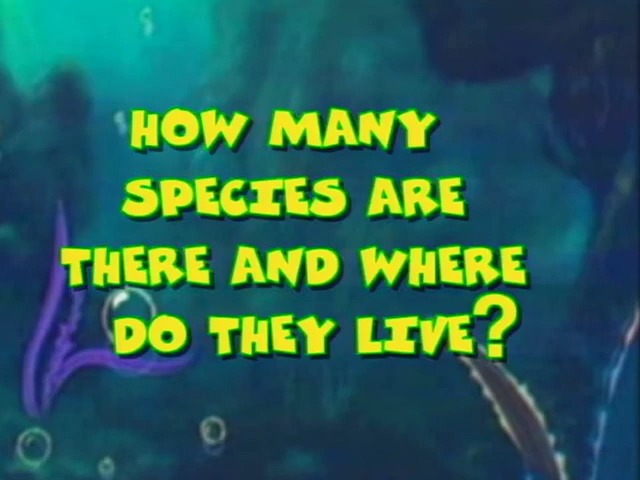 HOW MANY
SPECIES ARE
THERE AND WHERE
DO THEY LIVE?